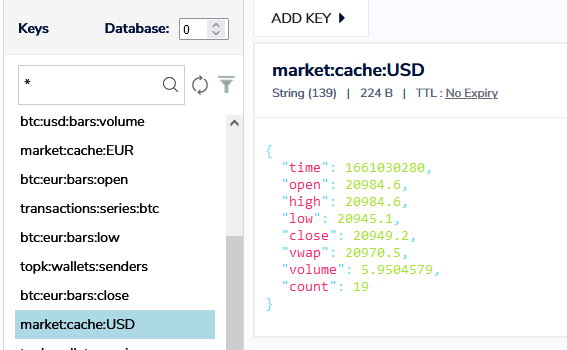 Keys
Database: 0
*
btc:usd:bars:volume
market:cache:EUR
btc:eur:bars:open
transactions:series:btc
btc:eur:bars:low
topk:wallets:senders
btc:eur:bars:close
market:cache:USD
ADD KEY
market:cache:USD
String (139) | 224 B | TTL : No Expiry
{
"time": 1661030280,
"open": 20984.6,
"high": 20984.6,
"low": 20945.1,
"close": 20949.2,
"vwap": 20970.5,
"volume": 5.9504579,
"count": 19
}